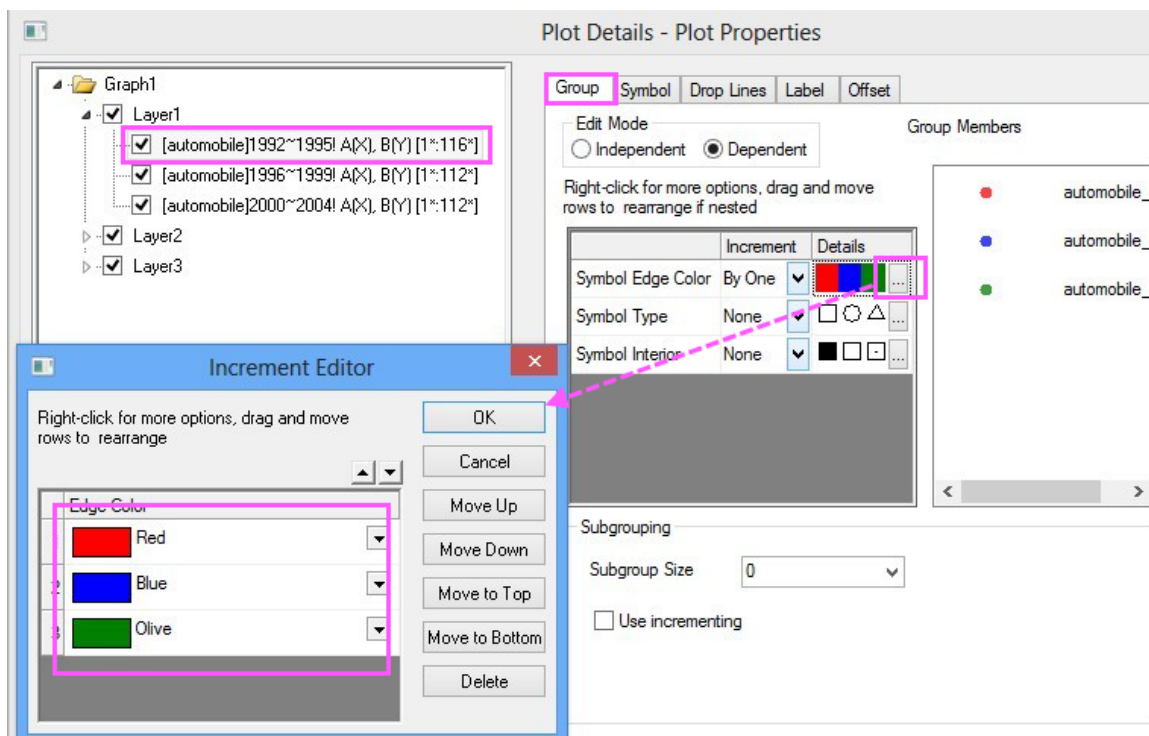 Plot Details - Plot Properties
Graph1
Layer1
[automobile]1992~1995! A(X), B(Y) [1*:116*]
[automobile]1996~1999! A(X), B(Y) [1*:112*]
[automobile]2000~2004! A(X), B(Y) [1*:112*]
Layer2
Layer3
Group Symbol Drop Lines Label Offset
Edit Mode
Independent Dependent
Group Members
Right-click for more options, drag and move
rows to rearrange if nested
Increment Details
Symbol Edge Color By One ...
Symbol Type None ...
Symbol Interior None ...
automobile_
automobile_
automobile_
Subgrouping
Subgroup Size 0
Use incrementing
Increment Editor
Right-click for more options, drag and move
rows to rearrange
Edge Color
Red
2 Blue
3 Olive
OK
Cancel
Move Up
Move Down
Move to Top
Move to Bottom
Delete